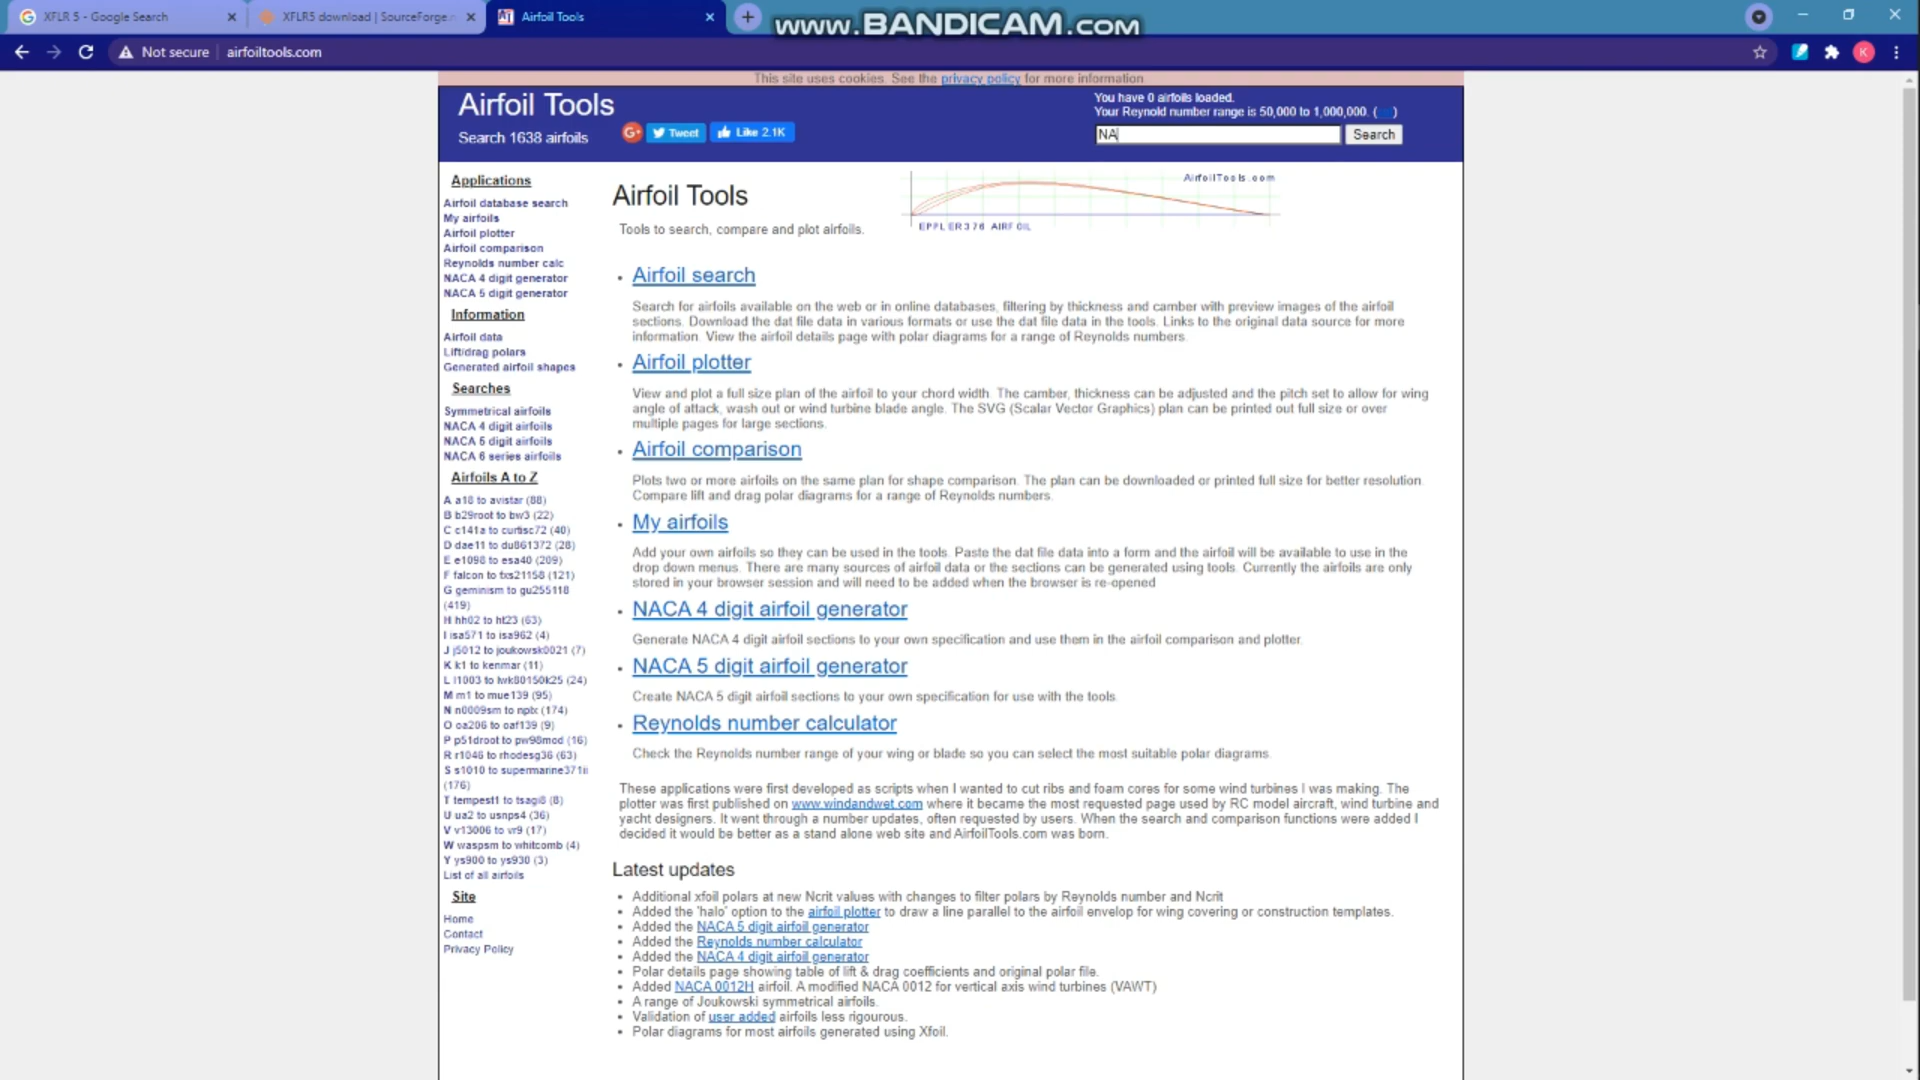 XFLR 5 - Google Search
XFLR5 download | SourceForge.n
Airfoil Tools
www.BANDICAM.com
Not secure
airfoiltools.com
K
This site uses cookies. See the privacy policy for more information
Airfoil Tools
Search 1638 airfoils
G+
Tweet
Like 2.1K
You have 0 airfoils loaded.
Your Reynold number range is 50,000 to 1,000,000. ( )
NA
Search
Applications
Airfoil database search
My airfoils
Airfoil plotter
Airfoil comparison
Reynolds number calc
NACA 4 digit generator
NACA 5 digit generator
Information
Airfoil data
Lift/drag polars
Generated airfoil shapes
Searches
Symmetrical airfoils
NACA 4 digit airfoils
NACA 5 digit airfoils
NACA 6 series airfoils
Airfoils A to Z
A a18 to avistar (88)
B b29root to bw3 (22)
C c141a to curtisc72 (40)
D dae11 to du861372 (28)
E e1098 to esa40 (209)
F falcon to fxs21158 (121)
G geminism to gu255118
(419)
H hh02 to ht23 (63)
I isa571 to isa962 (4)
J j5012 to joukowsk0021 (7)
K k1 to kenmar (11)
L l1003 to lwk80150k25 (24)
M m1 to mue139 (95)
N n0009sm to nplx (174)
O oa206 to oaf139 (9)
P p51droot to pw98mod (16)
R r1046 to rhodesg36 (63)
S s1010 to supermarine371ii
(176)
T tempest1 to tsagi8 (8)
U ua2 to usnps4 (36)
V v13006 to vr9 (17)
W waspsm to whitcomb (4)
Y ys900 to ys930 (3)
List of all airfoils
Site
Home
Contact
Privacy Policy
Airfoil Tools
Tools to search, compare and plot airfoils.
AirfoilTools.com
EPPLER 376 AIRFOIL
Airfoil search
Search for airfoils available on the web or in online databases, filtering by thickness and camber with preview images of the airfoil
sections. Download the dat file data in various formats or use the dat file data in the tools. Links to the original data source for more
information. View the airfoil details page with polar diagrams for a range of Reynolds numbers.
Airfoil plotter
View and plot a full size plan of the airfoil to your chord width. The camber, thickness can be adjusted and the pitch set to allow for wing
angle of attack, wash out or wind turbine blade angle. The SVG (Scalar Vector Graphics) plan can be printed out full size or over
multiple pages for large sections.
Airfoil comparison
Plots two or more airfoils on the same plan for shape comparison. The plan can be downloaded or printed full size for better resolution.
Compare lift and drag polar diagrams for a range of Reynolds numbers.
My airfoils
Add your own airfoils so they can be used in the tools. Paste the dat file data into a form and the airfoil will be available to use in the
drop down menus. There are many sources of airfoil data or the sections can be generated using tools. Currently the airfoils are only
stored in your browser session and will need to be added when the browser is re-opened
NACA 4 digit airfoil generator
Generate NACA 4 digit airfoil sections to your own specification and use them in the airfoil comparison and plotter.
NACA 5 digit airfoil generator
Create NACA 5 digit airfoil sections to your own specification for use with the tools.
Reynolds number calculator
Check the Reynolds number range of your wing or blade so you can select the most suitable polar diagrams.
These applications were first developed as scripts when I wanted to cut ribs and foam cores for some wind turbines I was making. The
plotter was first published on www.windandwet.com where it became the most requested page used by RC model aircraft, wind turbine and
yacht designers. It went through a number updates, often requested by users. When the search and comparison functions were added I
decided it would be better as a stand alone web site and AirfoilTools.com was born.
Latest updates
Additional xfoil polars at new Ncrit values with changes to filter polars by Reynolds number and Ncrit
Added the 'halo' option to the airfoil plotter to draw a line parallel to the airfoil envelop for wing covering or construction templates.
Added the NACA 5 digit airfoil generator
Added the Reynolds number calculator
Added the NACA 4 digit airfoil generator
Polar details page showing table of lift & drag coefficients and original polar file.
Added NACA 0012H airfoil. A modified NACA 0012 for vertical axis wind turbines (VAWT)
A range of Joukowski symmetrical airfoils.
Validation of user added airfoils less rigourous.
Polar diagrams for most airfoils generated using Xfoil.